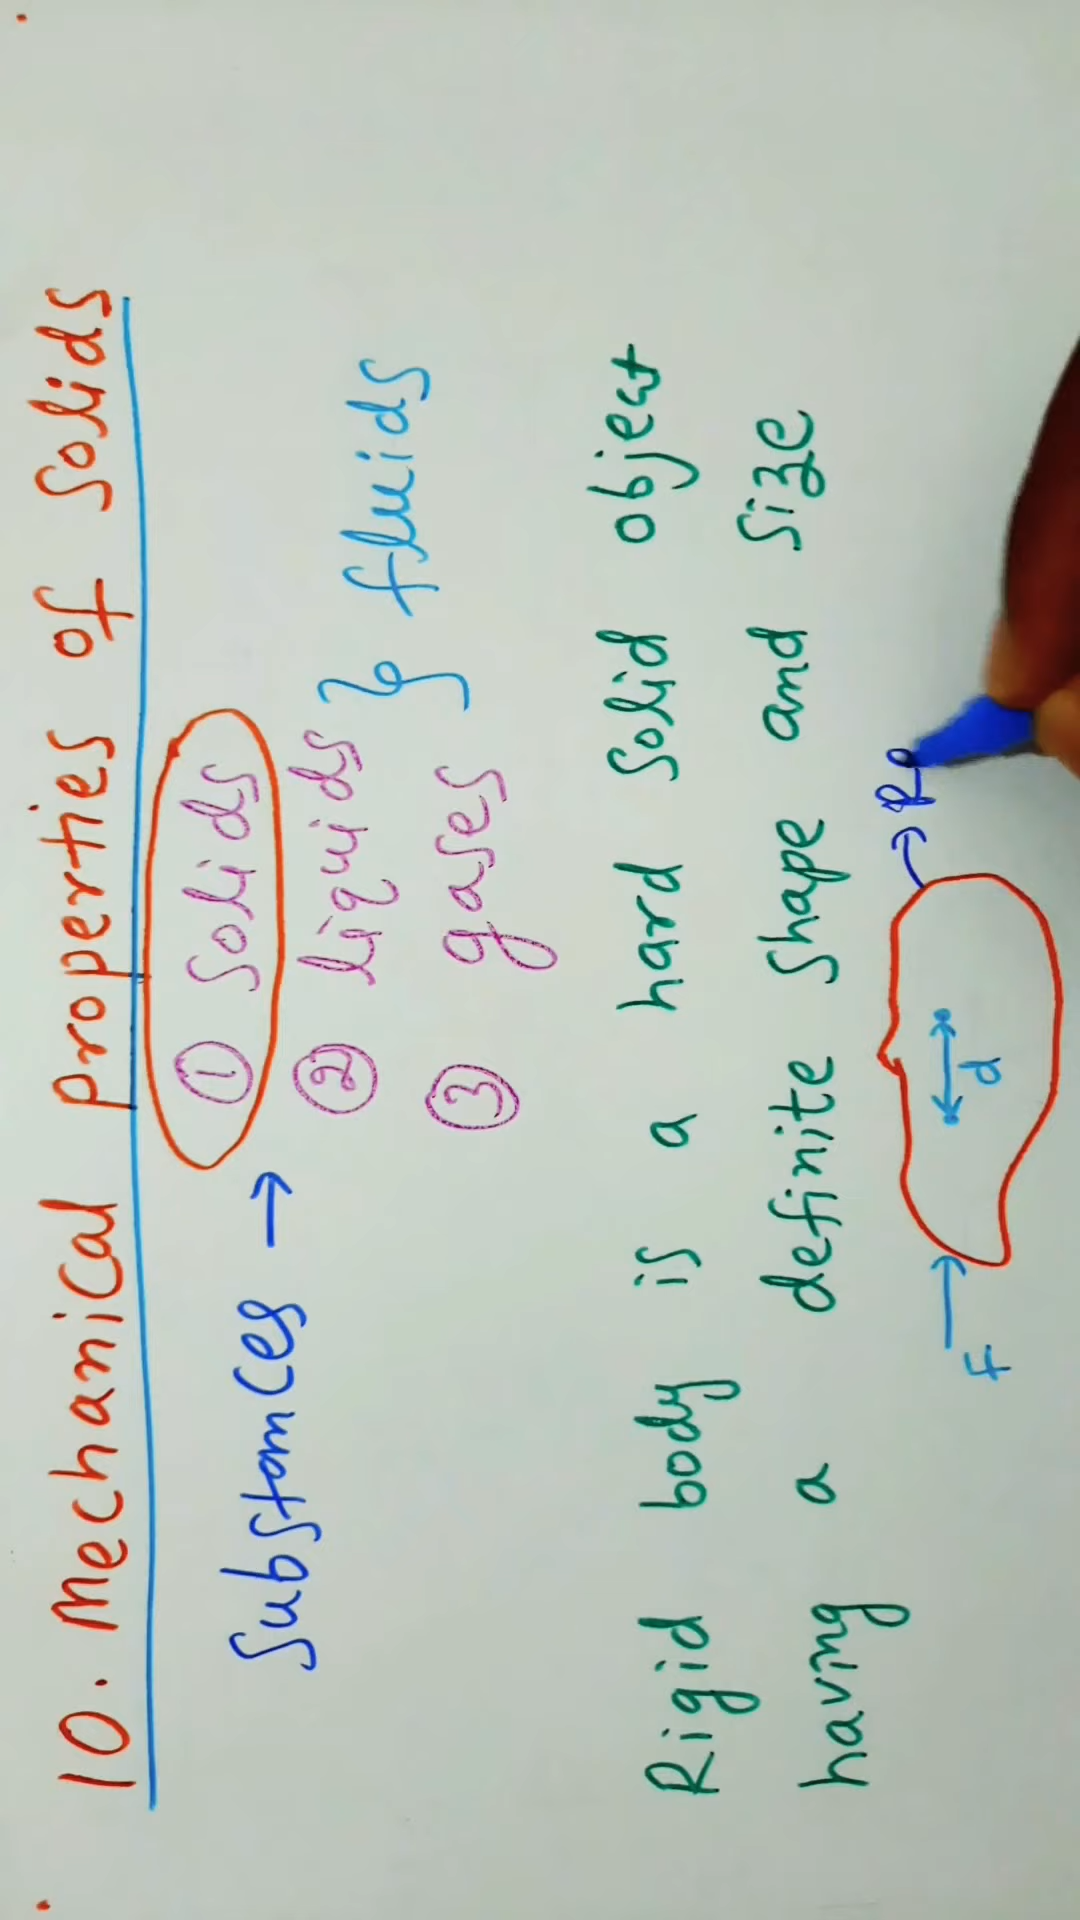 10. Mechanical properties of solids
substances → ① solids
② liquids } fluids
③ gases
Rigid body is a hard solid object
having a definite shape and size
F
d